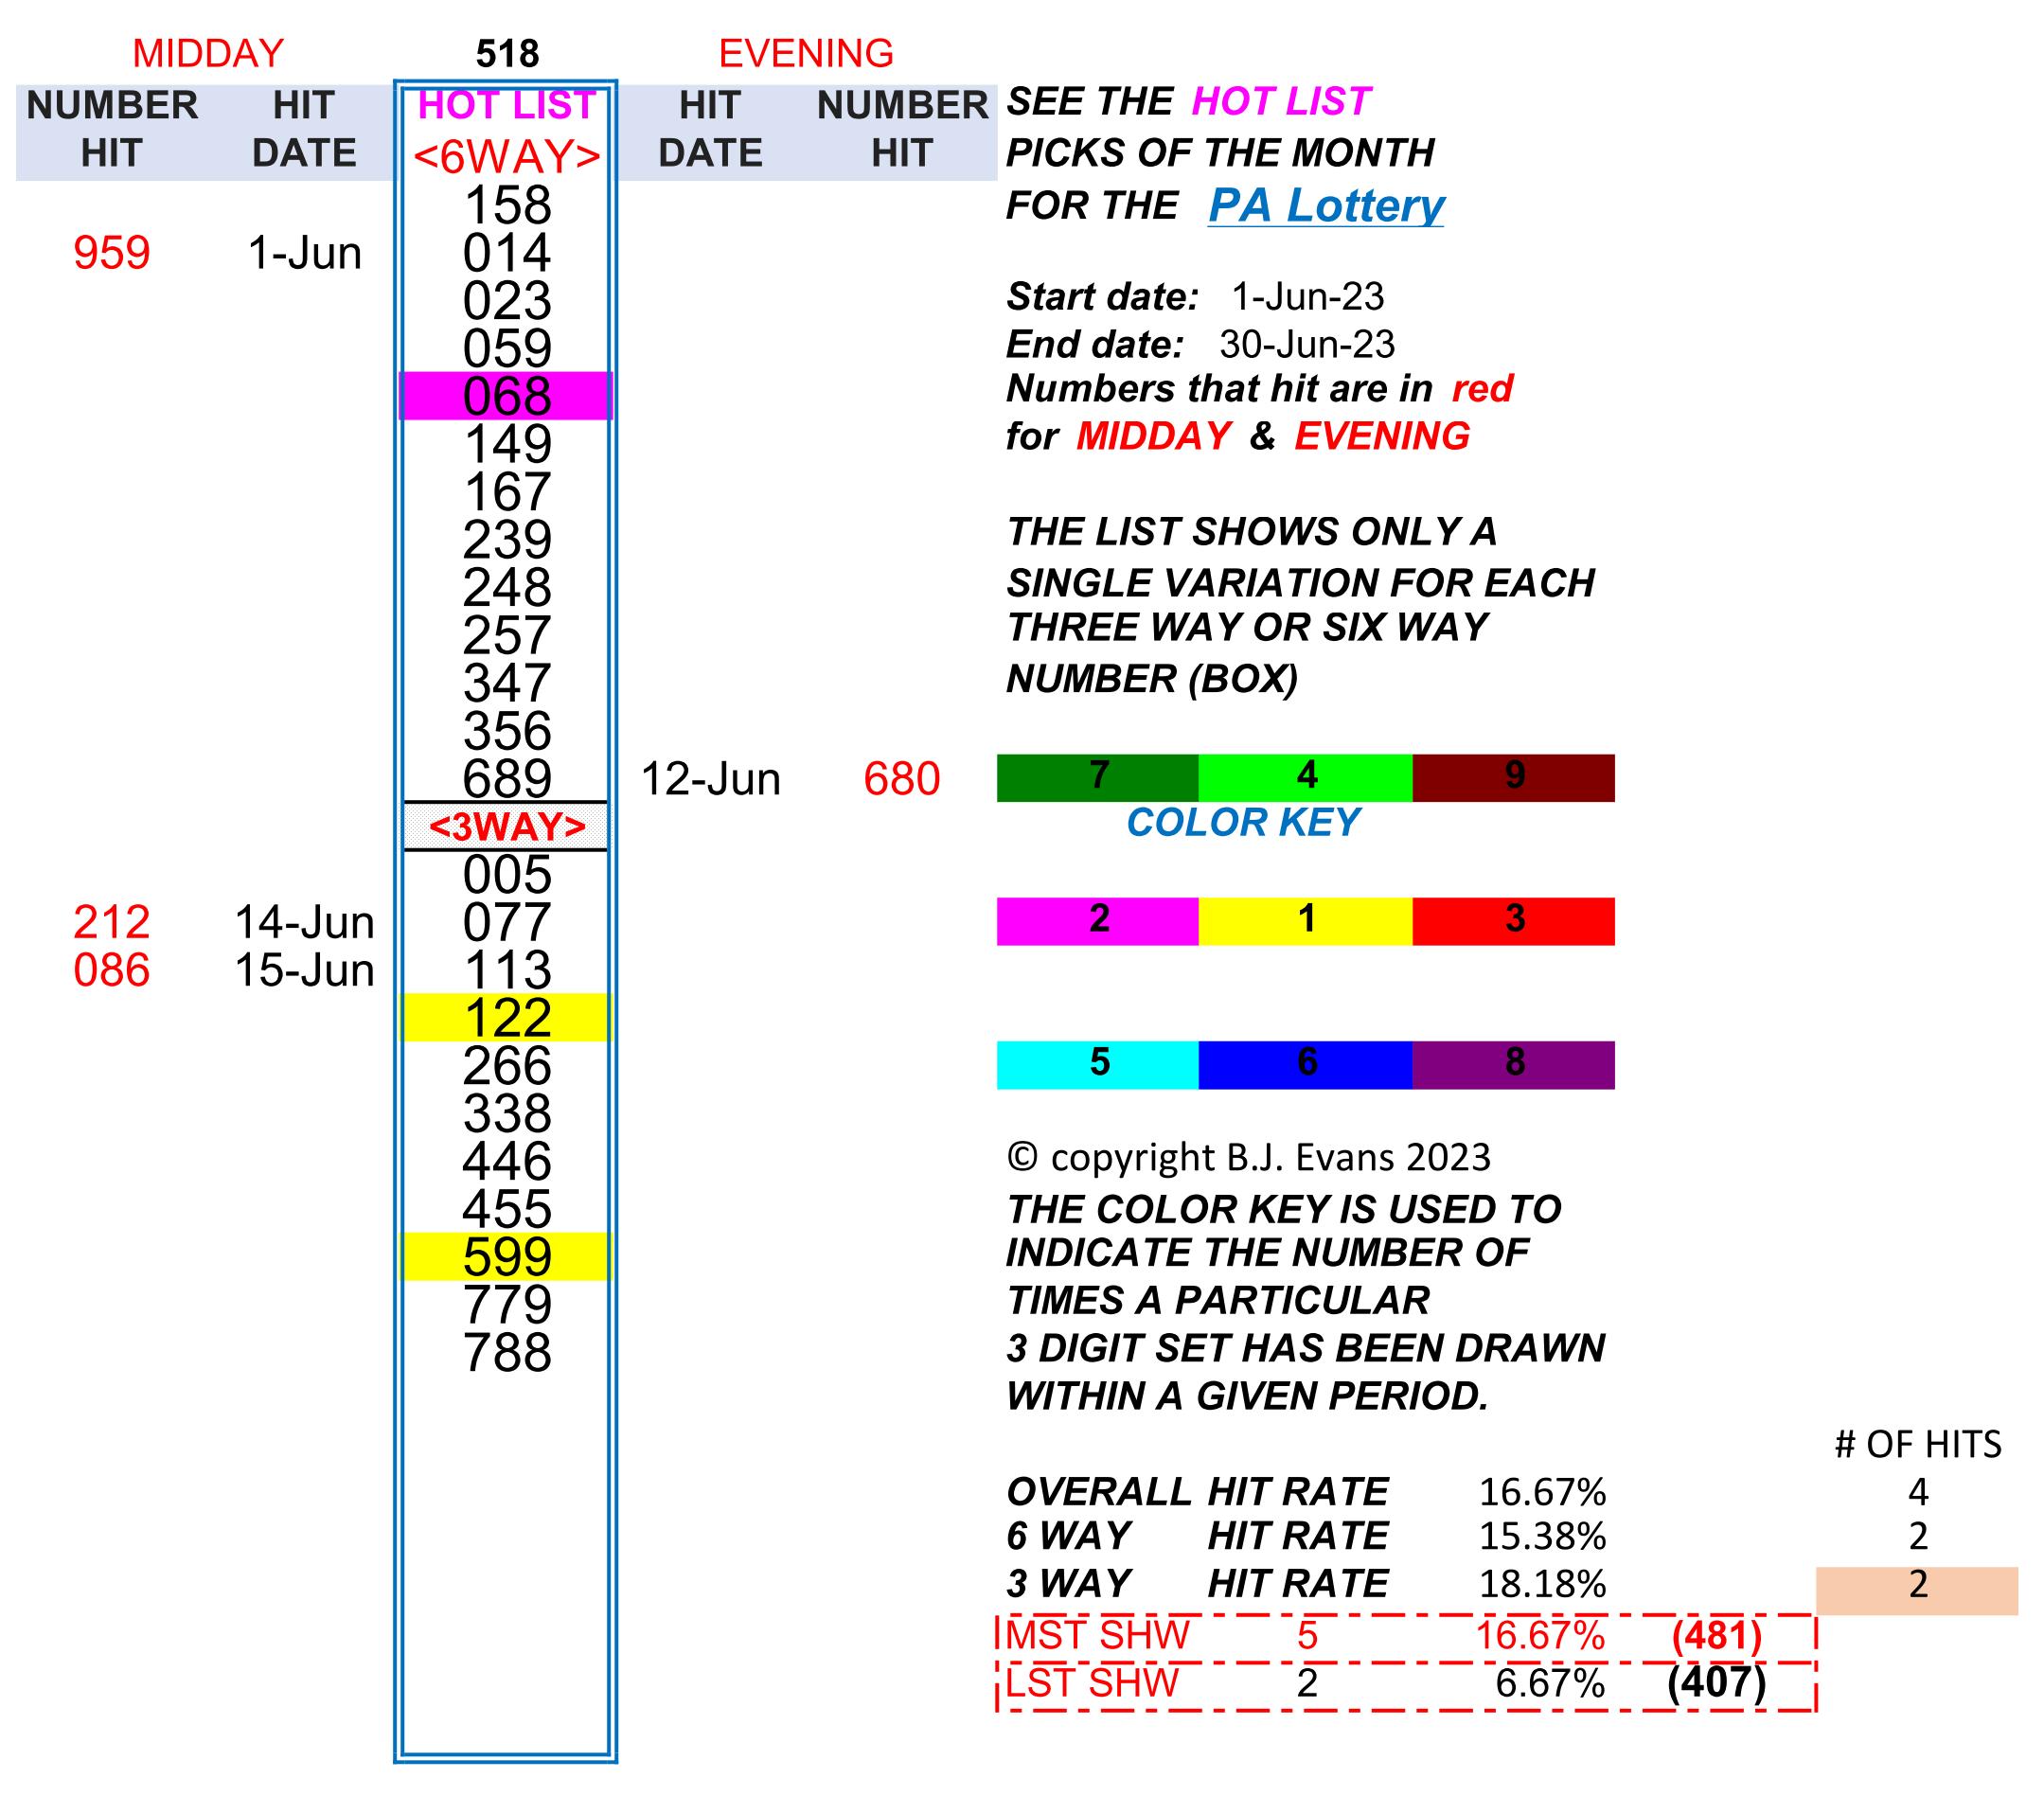 MIDDAY 518 EVENING
NUMBER HIT HOT LIST HIT NUMBER SEE THE HOT LIST
HIT DATE <6WAY> DATE HIT PICKS OF THE MONTH
158 FOR THE PA Lottery
959 1-Jun 014
023 Start date: 1-Jun-23
059 End date: 30-Jun-23
068 Numbers that hit are in red
149 for MIDDAY & EVENING
167
239 THE LIST SHOWS ONLY A
248 SINGLE VARIATION FOR EACH
257 THREE WAY OR SIX WAY
347 NUMBER (BOX)
356
689 12-Jun 680 7 4 9
<3WAY> COLOR KEY
005
212 14-Jun 077 2 1 3
086 15-Jun 113
122
266 5 6 8
338
446 © copyright B.J. Evans 2023
455 THE COLOR KEY IS USED TO
599 INDICATE THE NUMBER OF
779 TIMES A PARTICULAR
788 3 DIGIT SET HAS BEEN DRAWN
WITHIN A GIVEN PERIOD.
# OF HITS
OVERALL HIT RATE 16.67% 4
6 WAY HIT RATE 15.38% 2
3 WAY HIT RATE 18.18% 2
MST SHW 5 16.67% (481)
LST SHW 2 6.67% (407)